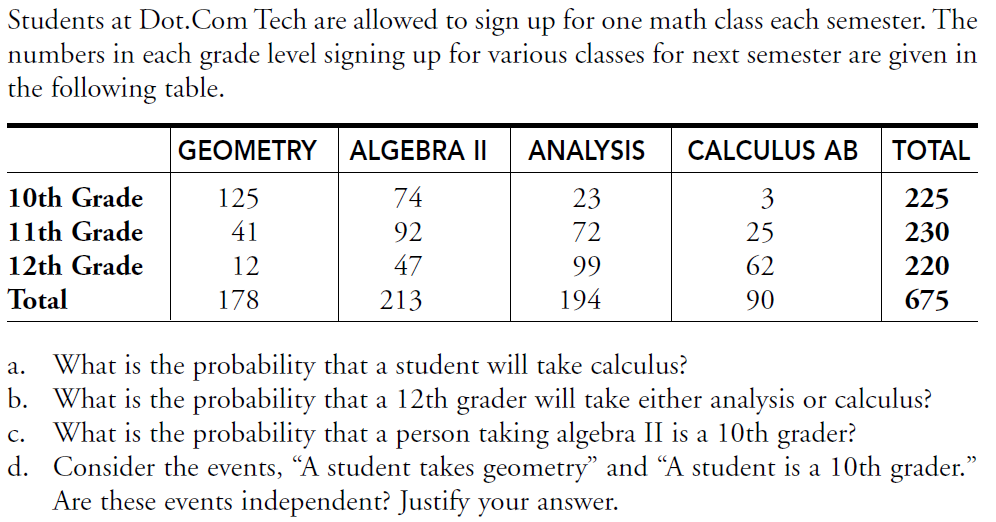 Students at Dot.Com Tech are allowed to sign up for one math class each semester. The
numbers in each grade level signing up for various classes for next semester are given in
the following table.
GEOMETRY ALGEBRA II ANALYSIS CALCULUS AB TOTAL
10th Grade 125 74 23 3 225
11th Grade 41 92 72 25 230
12th Grade 12 47 99 62 220
Total 178 213 194 90 675
a. What is the probability that a student will take calculus?
b. What is the probability that a 12th grader will take either analysis or calculus?
c. What is the probability that a person taking algebra II is a 10th grader?
d. Consider the events, “A student takes geometry” and “A student is a 10th grader.”
Are these events independent? Justify your answer.